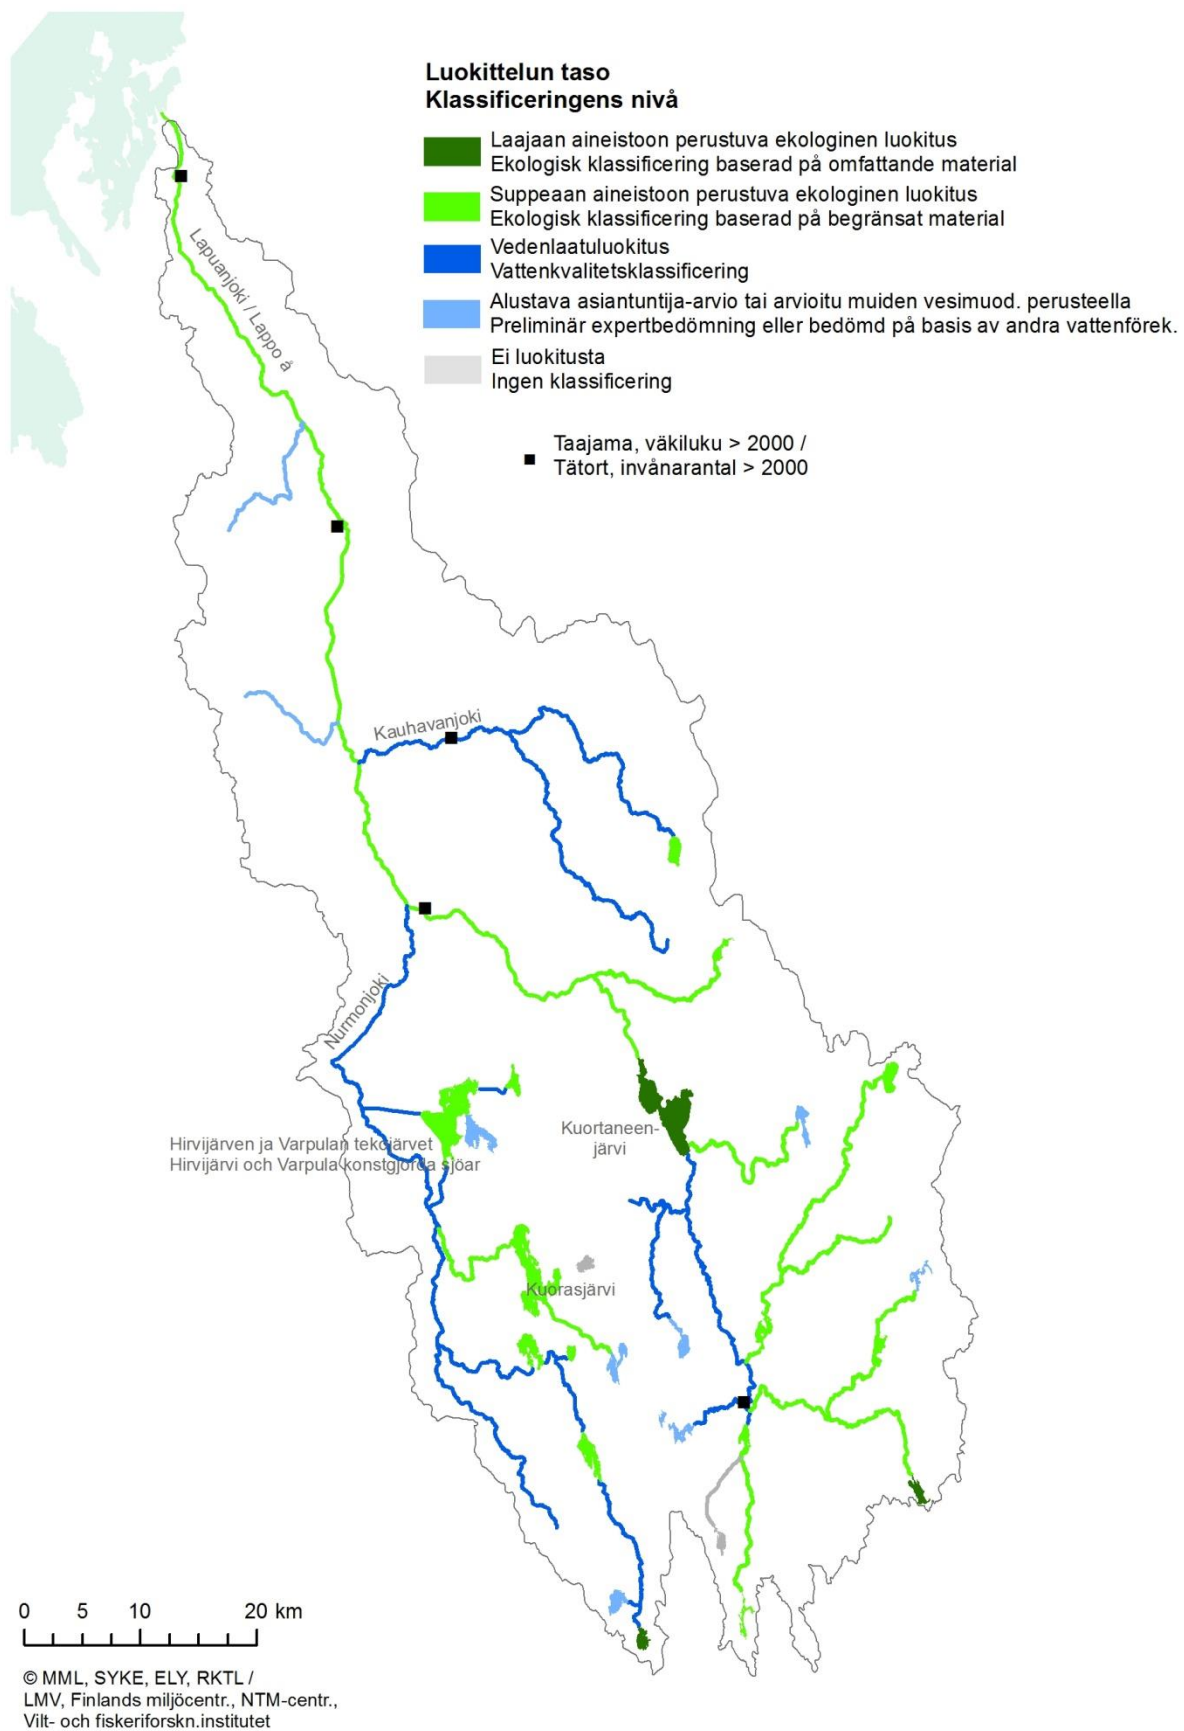 Luokittelun taso
Klassificeringens nivå
Laajaan aineistoon perustuva ekologinen luokitus
Ekologisk klassificering baserad på omfattande material
Suppeaan aineistoon perustuva ekologinen luokitus
Ekologisk klassificering baserad på begränsat material
Vedenlaatuluokitus
Vattenkvalitetsklassificering
Alustava asiantuntija-arvio tai arvioitu muiden vesimuod. perusteella
Preliminär expertbedömning eller bedömd på basis av andra vattenförek.
Ei luokitusta
Ingen klassificering
Taajama, väkiluku > 2000 /
Tätort, invånarantal > 2000
Lapuanjoki / Lappo å
Kauhavanjoki
Nurmonjoki
Kuortaneen-
järvi
Hirvijärven ja Varpulan tekojärvet
Hirvijärvi och Varpula konstgjorda sjöar
Kuorasjärvi
0 5 10 20 km
© MML, SYKE, ELY, RKTL /
LMV, Finlands miljöcentr., NTM-centr.,
Vilt- och fiskeriforskn.institutet